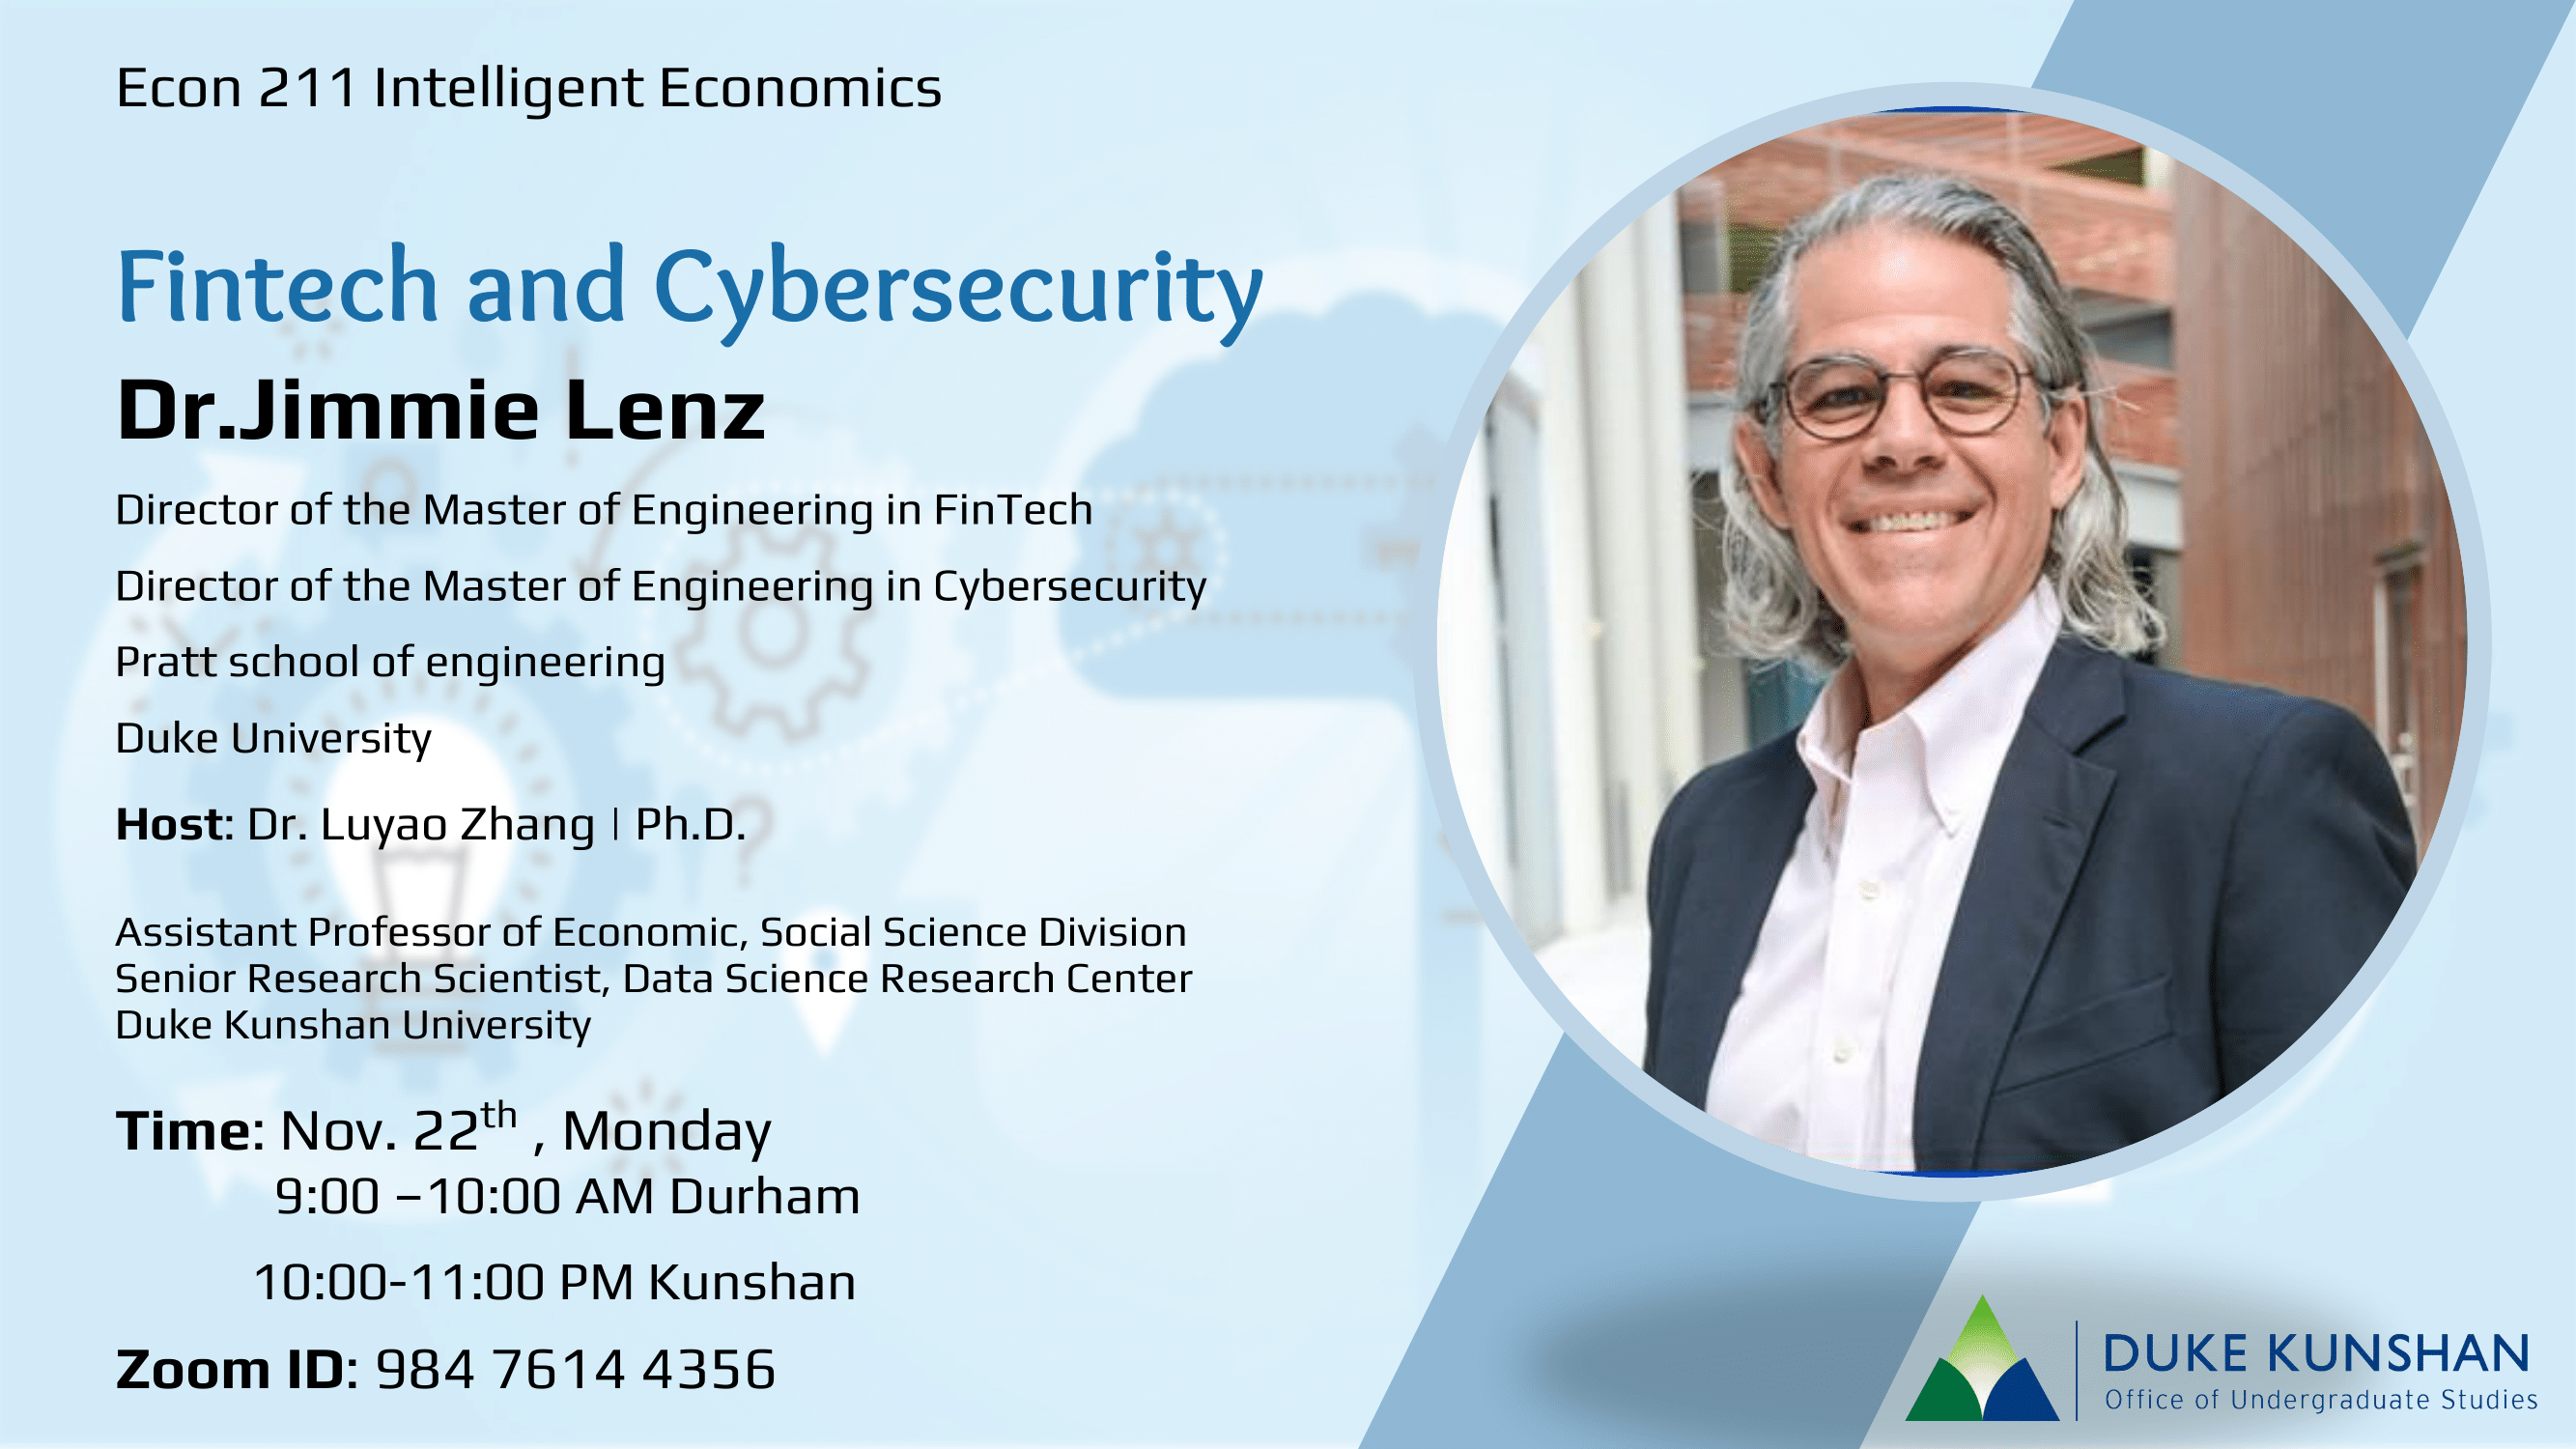 Econ 211 Intelligent Economics
Fintech and Cybersecurity
Dr.Jimmie Lenz
Director of the Master of Engineering in FinTech
Director of the Master of Engineering in Cybersecurity
Pratt school of engineering
Duke University
Host: Dr. Luyao Zhang | Ph.D.
Assistant Professor of Economic, Social Science Division
Senior Research Scientist, Data Science Research Center
Duke Kunshan University
Time: Nov. 22th , Monday
9:00 –10:00 AM Durham
10:00-11:00 PM Kunshan
Zoom ID: 984 7614 4356
DUKE KUNSHAN
Office of Undergraduate Studies